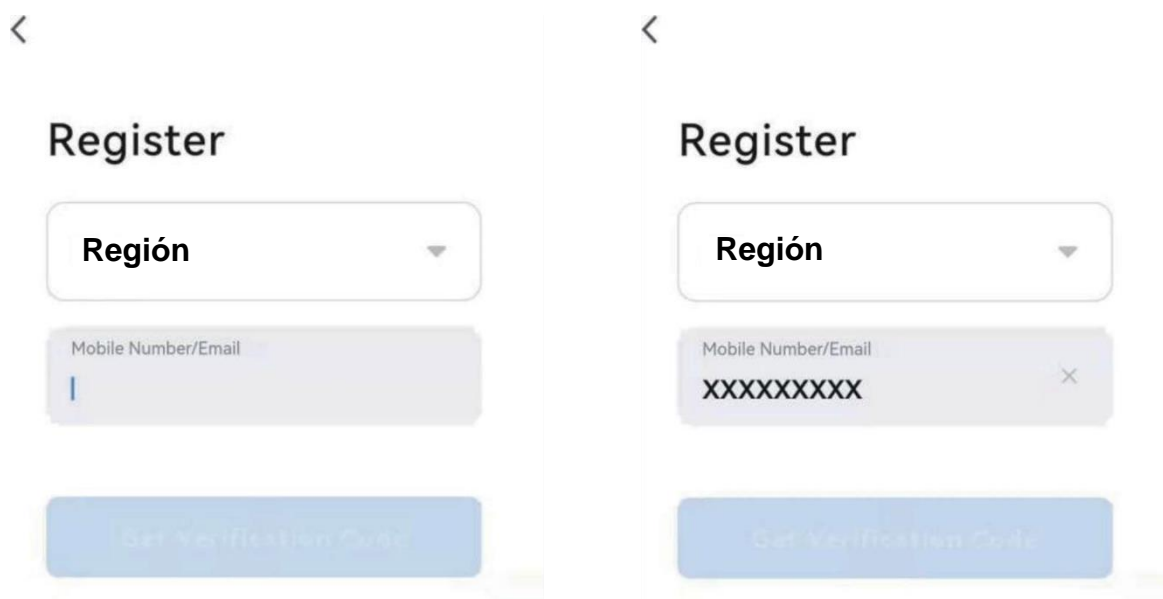 Register
Región
Mobile Number/Email
Get Verification Code
Register
Región
Mobile Number/Email
XXXXXXXXX
Get Verification Code